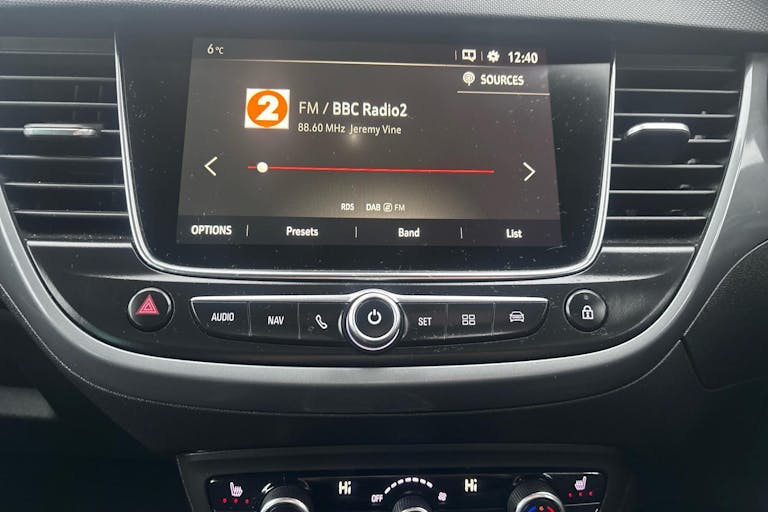 6°C 12:40
SOURCES
2
FM / BBC Radio2
88.60 MHz Jeremy Vine
RDS DAB FM
OPTIONS Presets Band List
AUDIO NAV SET
Hi OFF Hi